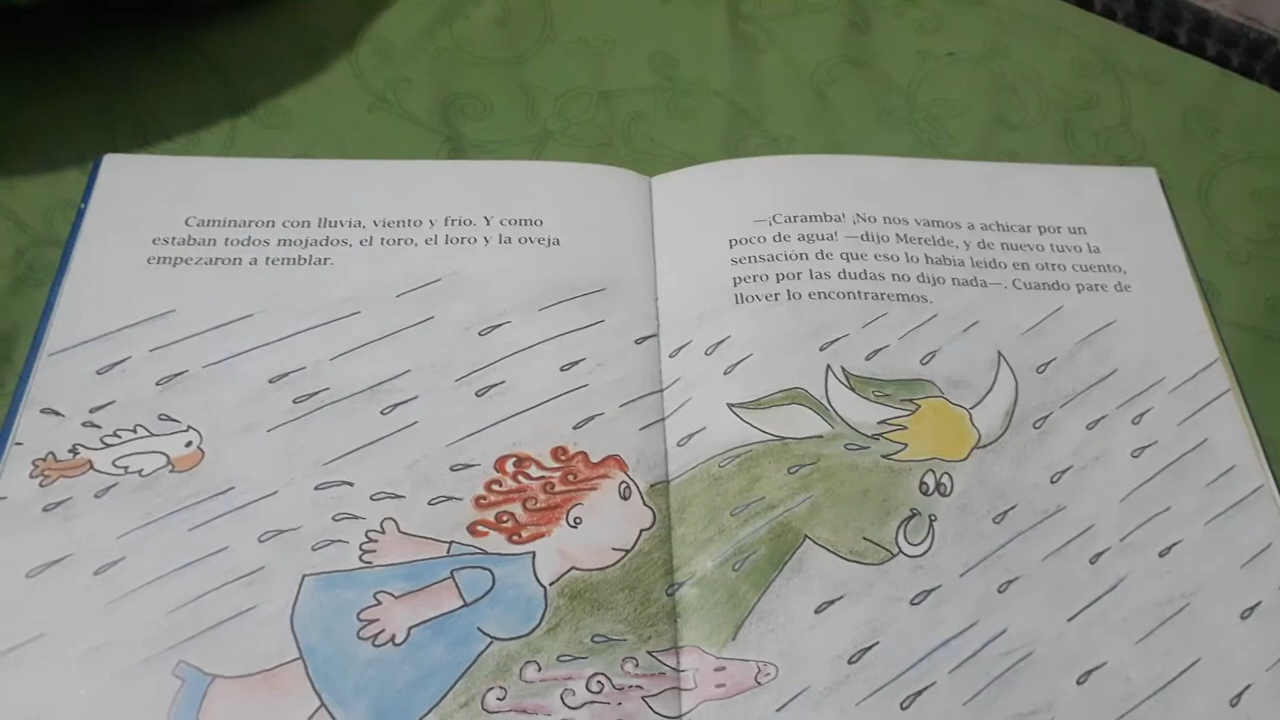 Caminaron con lluvia, viento y frío. Y como
estaban todos mojados, el toro, el loro y la oveja
empezaron a temblar.
—¡Caramba! ¡No nos vamos a achicar por un
poco de agua! —dijo Merelde, y de nuevo tuvo la
sensación de que eso lo había leído en otro cuento,
pero por las dudas no dijo nada—. Cuando pare de
llover lo encontraremos.